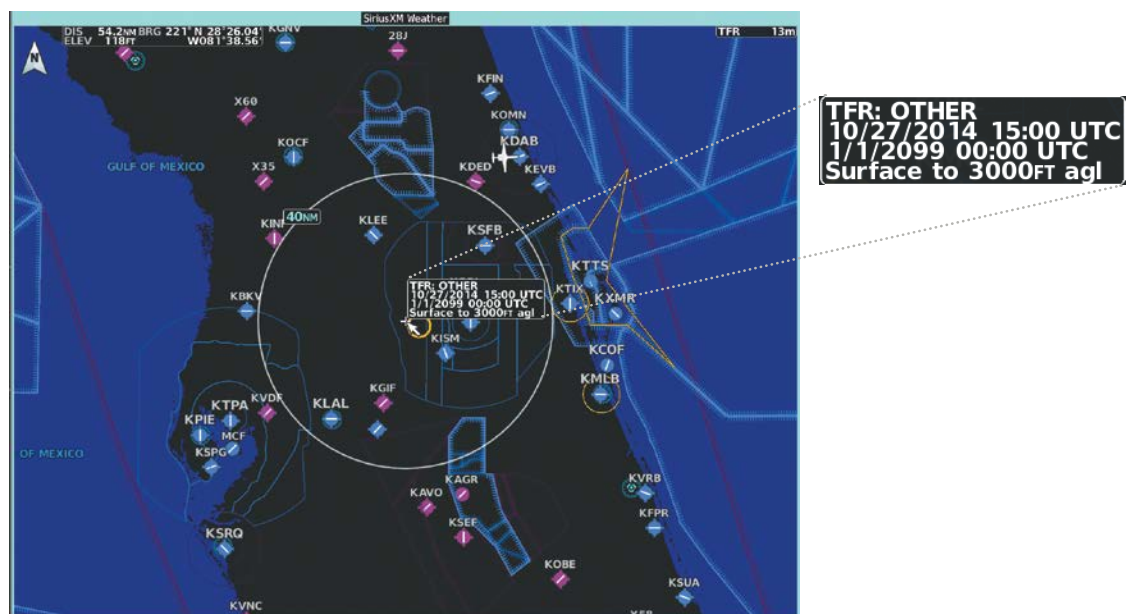 SiriusXM Weather
DIS 54.2NM BRG 221° N 28°26.04'
ELEV 118FT W081°38.56'
TFR 13m
N
KGNV
28J
KFIN
X60
KOMN
KOCF
KDAB
GULF OF MEXICO
X35
KDED
KEVB
40NM
KINF
KLEE
KSFB
KTTS
KTIX
KXMR
KBKV
TFR: OTHER
10/27/2014 15:00 UTC
1/1/2099 00:00 UTC
Surface to 3000FT agl
KISM
KCOF
KMLB
KGIF
KVDF
KLAL
KTPA
KPIE
MCF
OF MEXICO
KSPG
KAGR
KVRB
KAVO
KFPR
KSEF
KSRQ
KOBE
KSUA
KVNC
TFR: OTHER
10/27/2014 15:00 UTC
1/1/2099 00:00 UTC
Surface to 3000FT agl